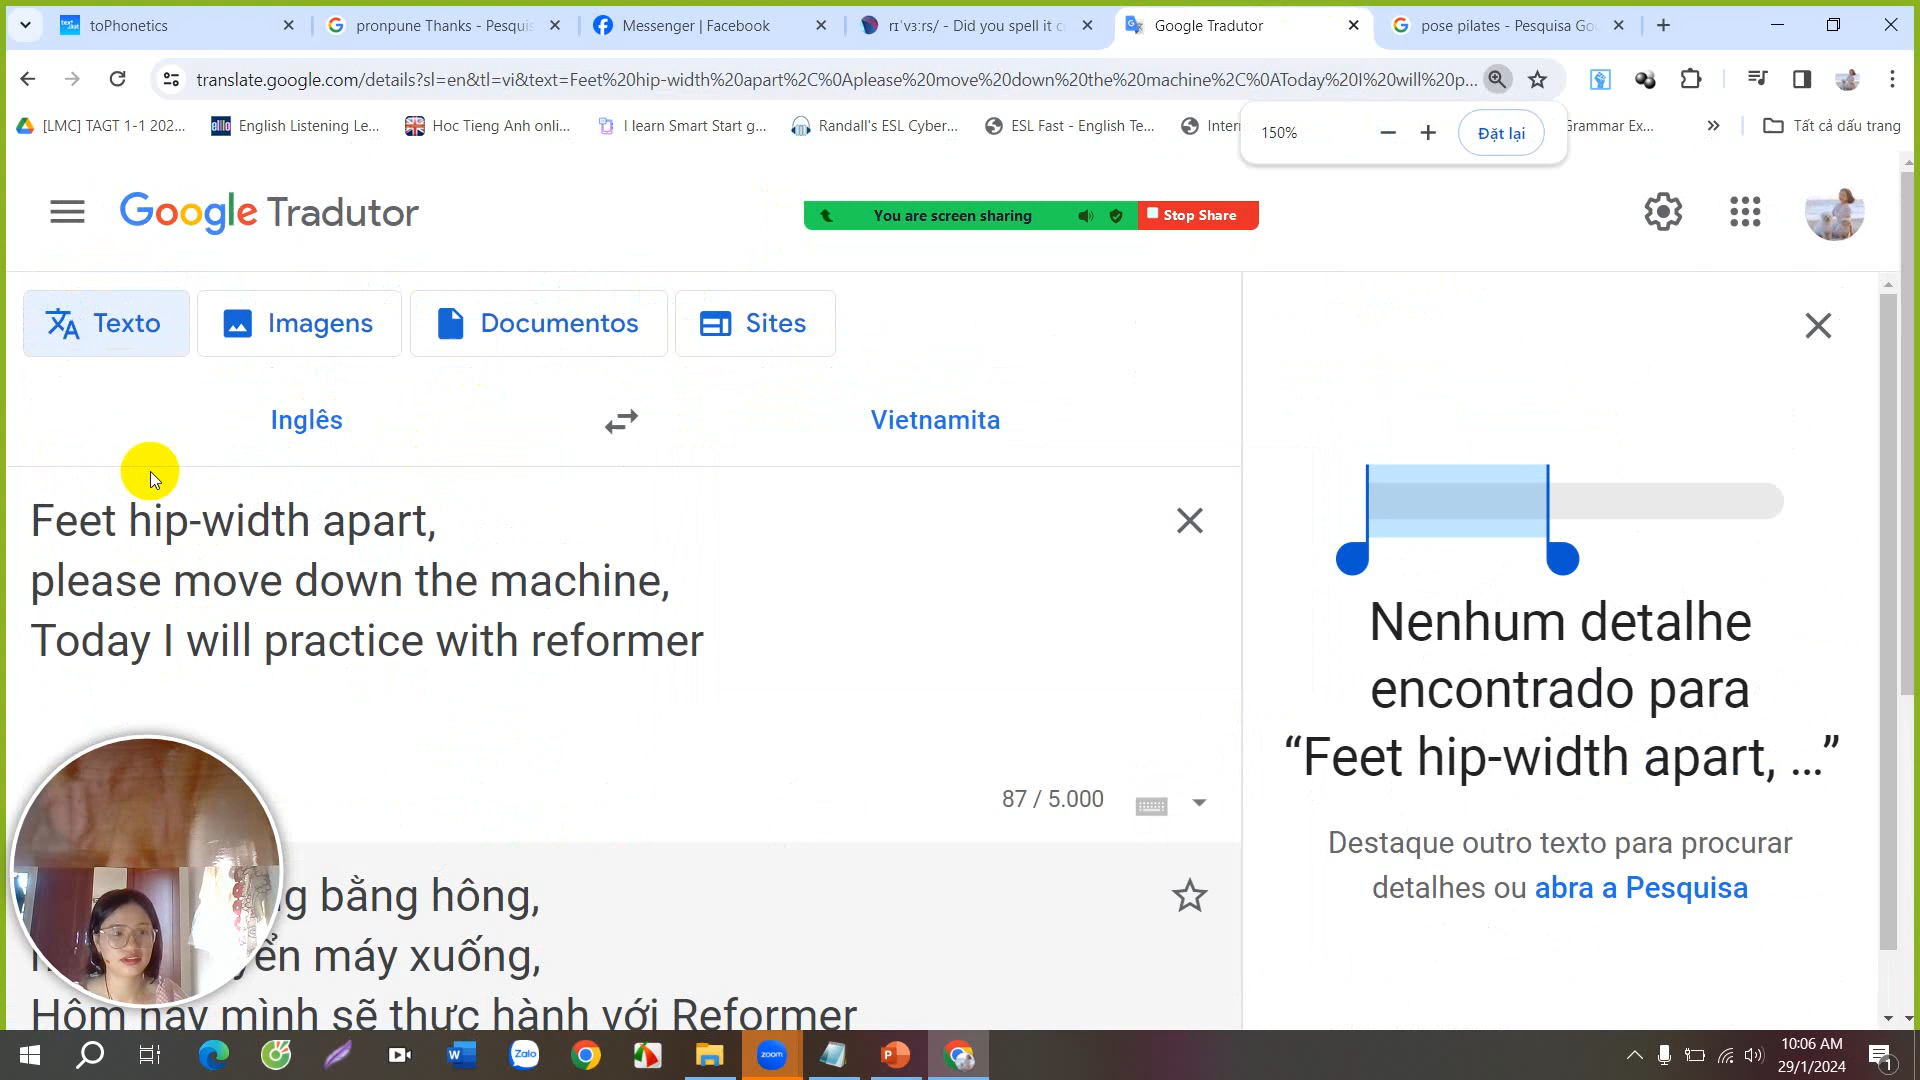 toPhonetics
pronpune Thanks - Pesquis
Messenger | Facebook
rɪˈvɜːrs/ - Did you spell it c
Google Tradutor
pose pilates - Pesquisa Go
translate.google.com/details?sl=en&tl=vi&text=Feet%20hip-width%20apart%2C%0Aplease%20move%20down%20the%20machine%2C%0AToday%20I%20will%20p...
[LMC] TAGT 1-1 202...
English Listening Le...
Hoc Tieng Anh onli...
I learn Smart Start g...
Randall's ESL Cyber...
ESL Fast - English Te...
Inter
Grammar Ex...
Tất cả dấu trang
150%
Đặt lại
Google Tradutor
You are screen sharing
Stop Share
Texto
Imagens
Documentos
Sites
Inglês
Vietnamita
Feet hip-width apart,
please move down the machine,
Today I will practice with reformer
87 / 5.000
g bằng hông,
ển máy xuống,
Hôm nay mình sẽ thực hành với Reformer
Nenhum detalhe
encontrado para
“Feet hip-width apart, ...”
Destaque outro texto para procurar
detalhes ou abra a Pesquisa
Zalo
zoom
10:06 AM
29/1/2024
1